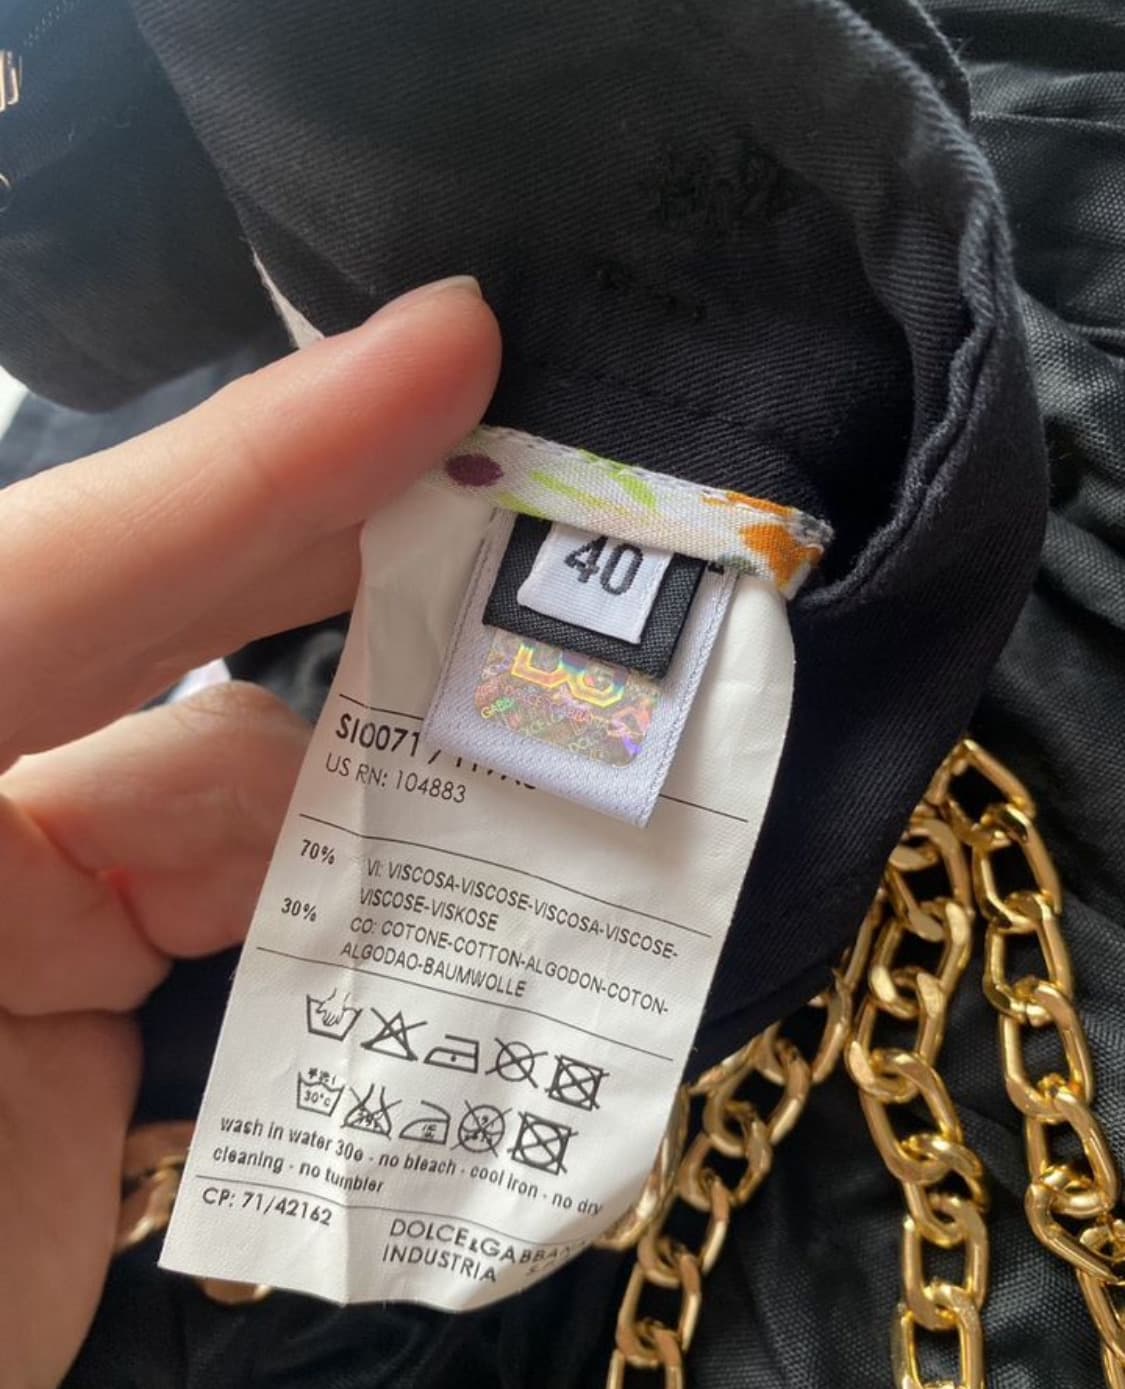 40
DG
SI0071
US RN: 104883
70% VI: VISCOSA-VISCOSE-VISCOSA-VISCOSE-
VISCOSE-VISKOSE
30% CO: COTONE-COTTON-ALGODON-COTON-
ALGODAO-BAUMWOLLE
30°c
wash in water 30o - no bleach - cool iron - no dry
cleaning - no tumbler
CP: 71/42162
DOLCE&GABBANA
INDUSTRIA